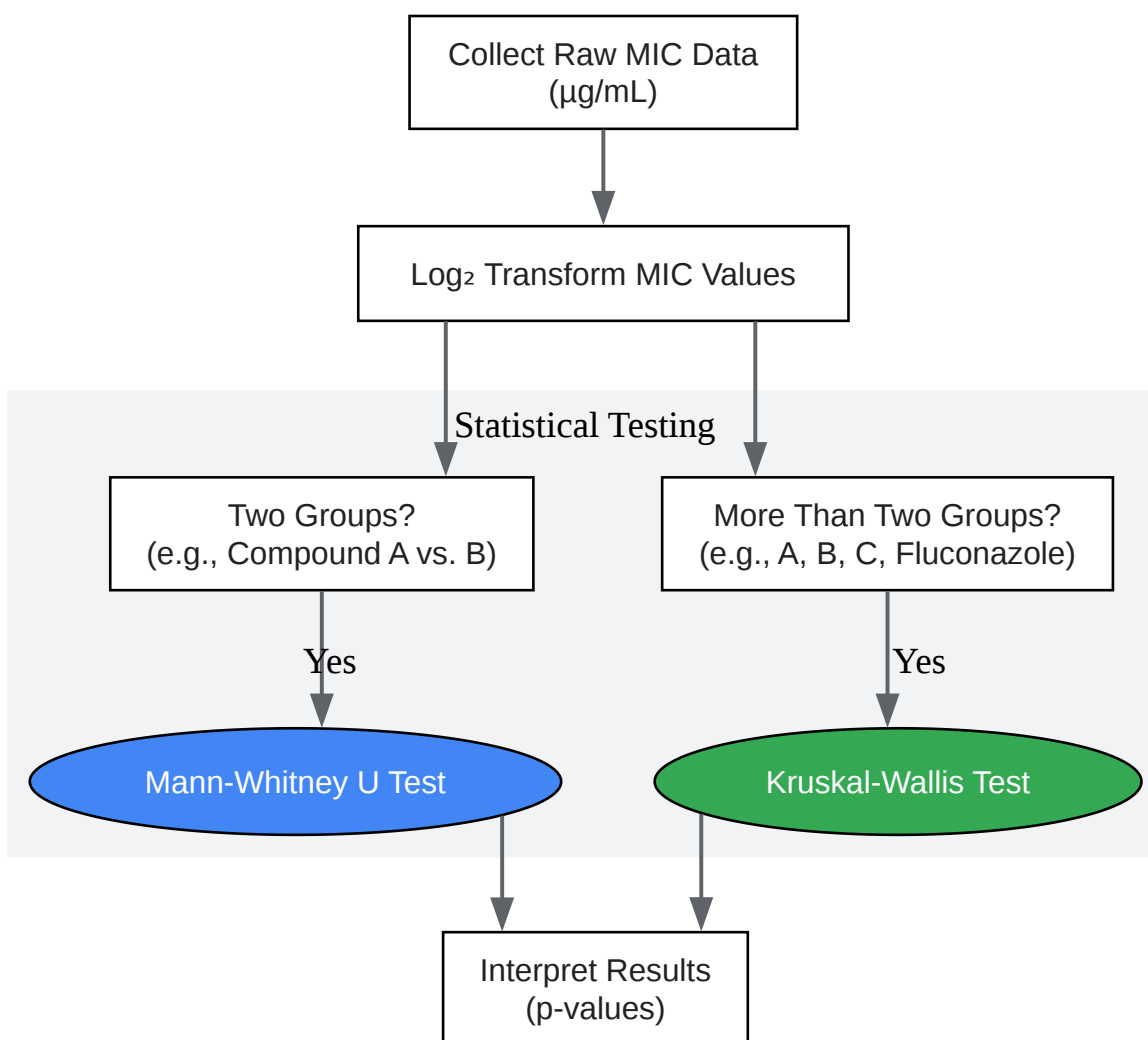 Collect Raw MIC Data
(µg/mL)
Log₂ Transform MIC Values
Statistical Testing
Two Groups?
(e.g., Compound A vs. B)
More Than Two Groups?
(e.g., A, B, C, Fluconazole)
Yes
Yes
Mann-Whitney U Test
Kruskal-Wallis Test
Interpret Results
(p-values)